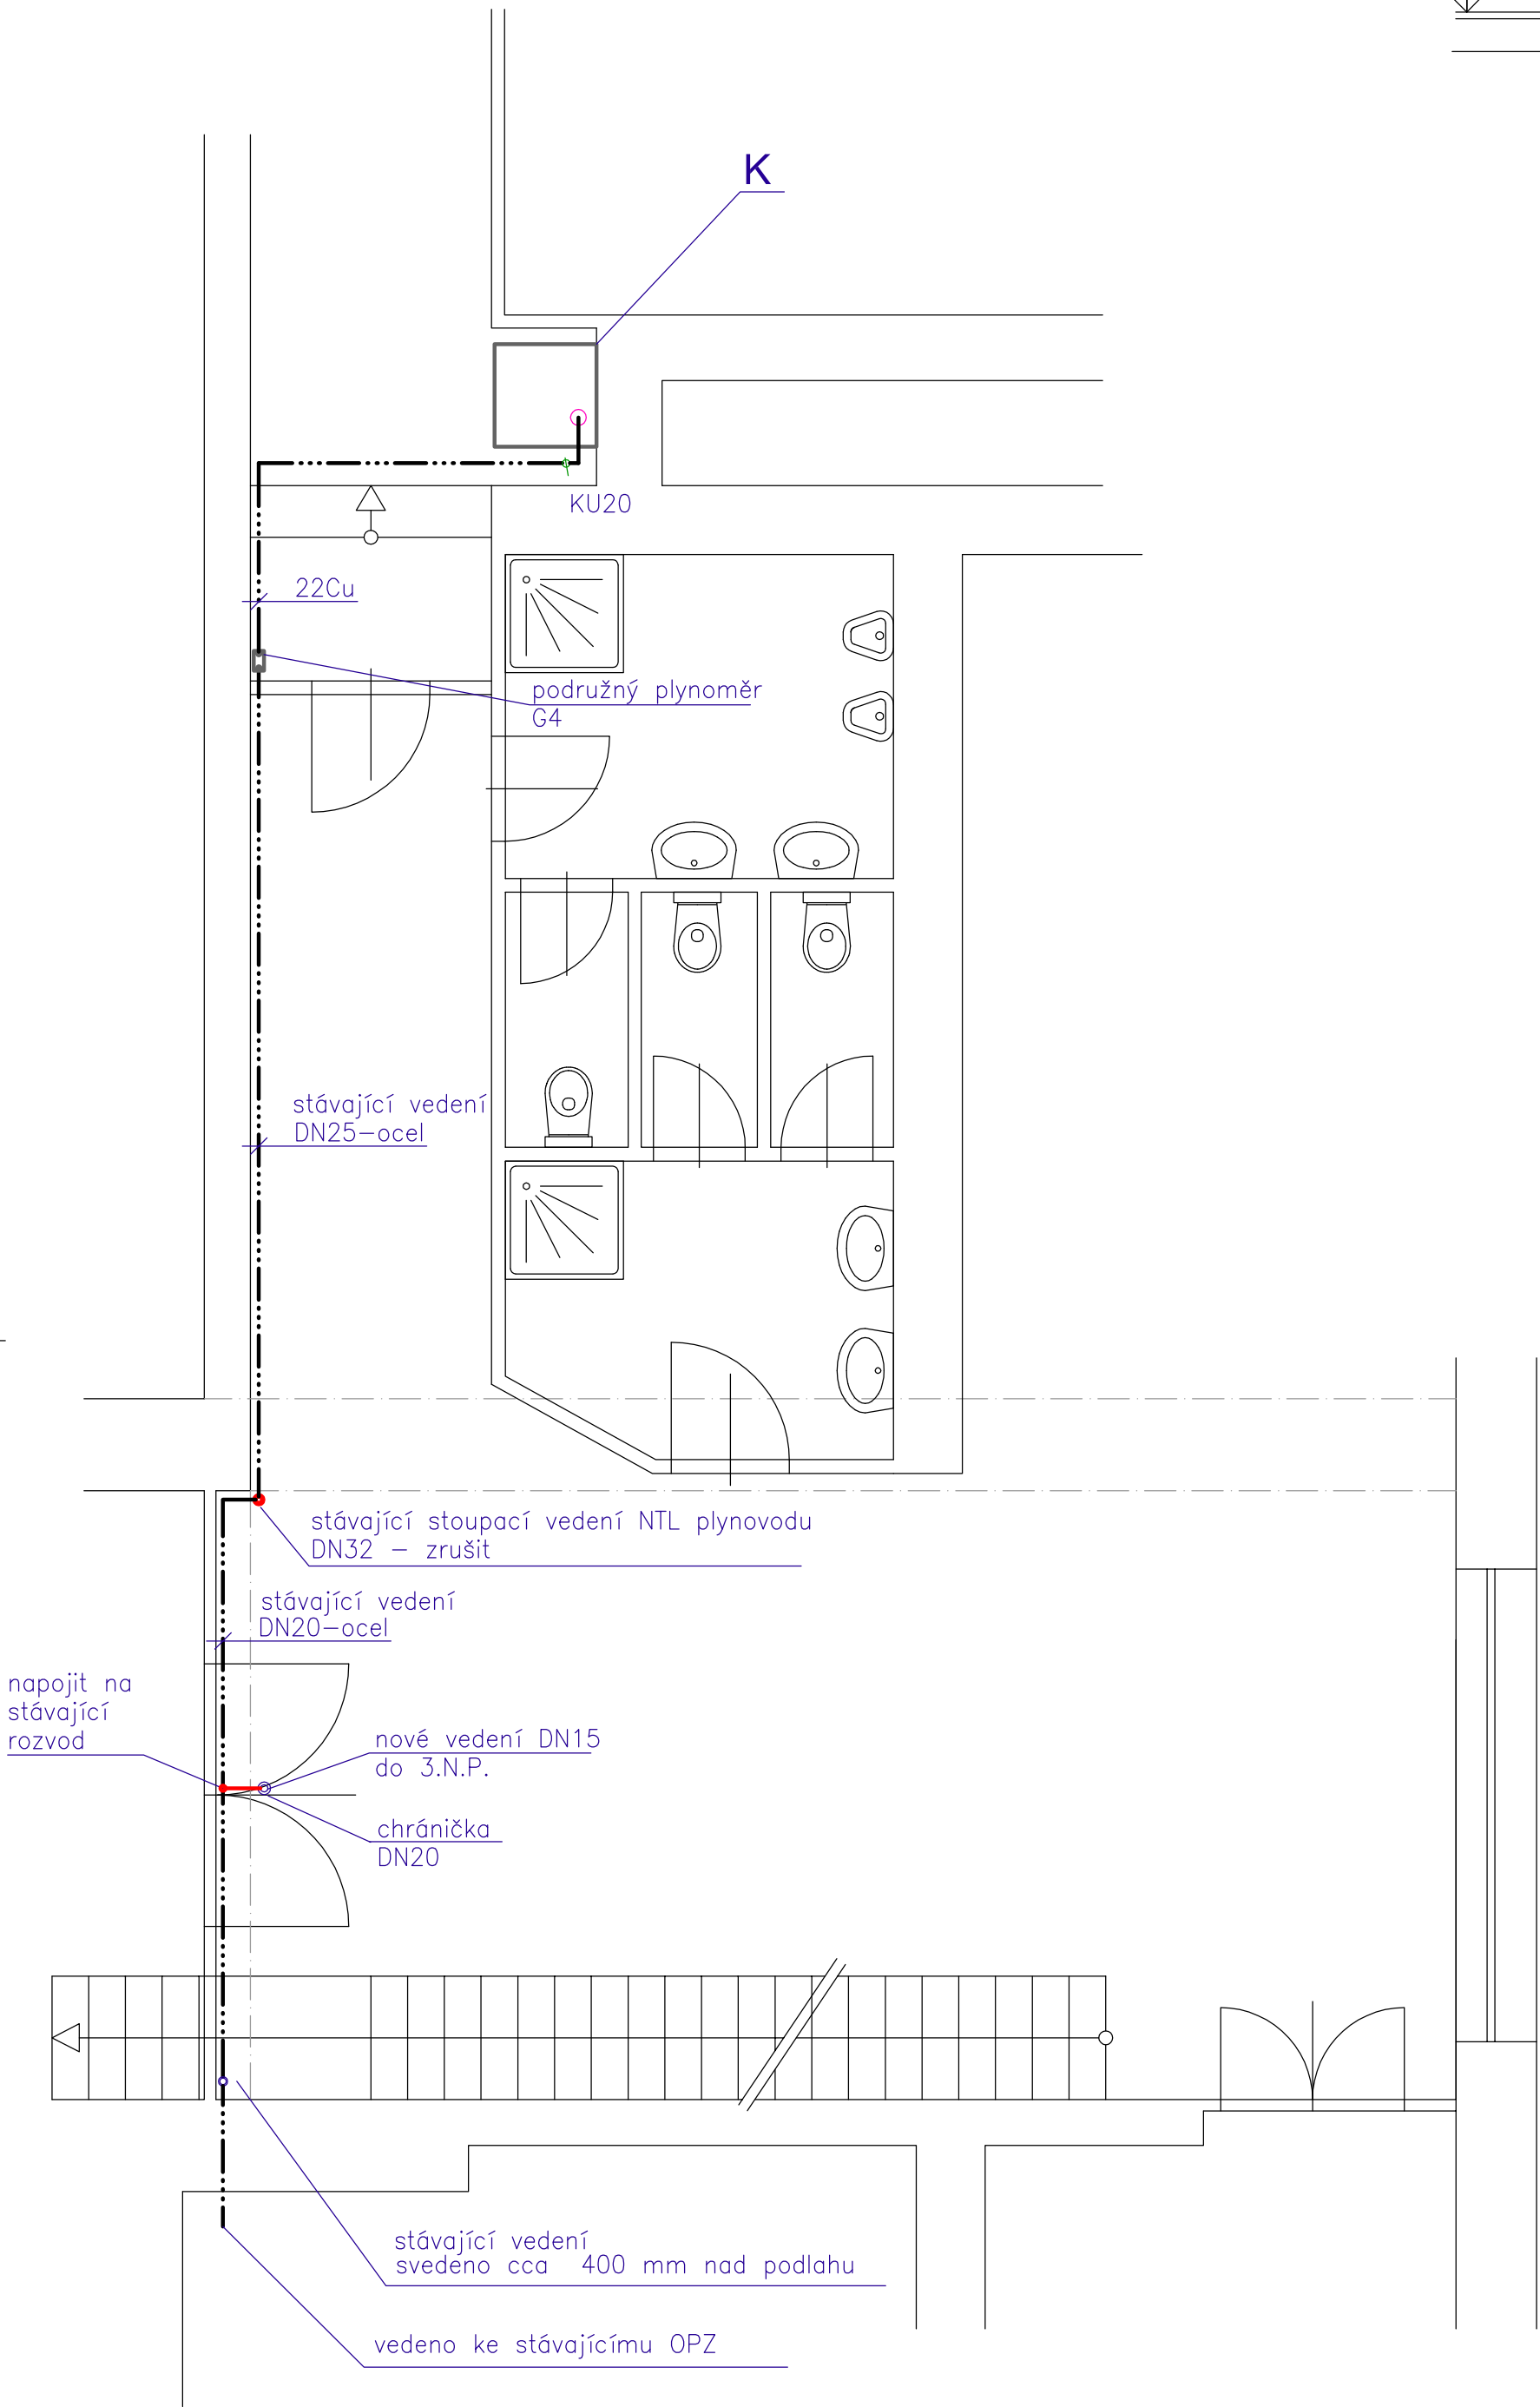 K
KU20
22Cu
podružný plynoměr
G4
stávající vedení
DN25-ocel
stávající stoupací vedení NTL plynovodu
DN32 - zrušit
stávající vedení
DN20-ocel
napojit na
stávající
rozvod
nové vedení DN15
do 3.N.P.
chránička
DN20
stávající vedení
svedeno cca 400 mm nad podlahu
vedeno ke stávajícímu OPZ